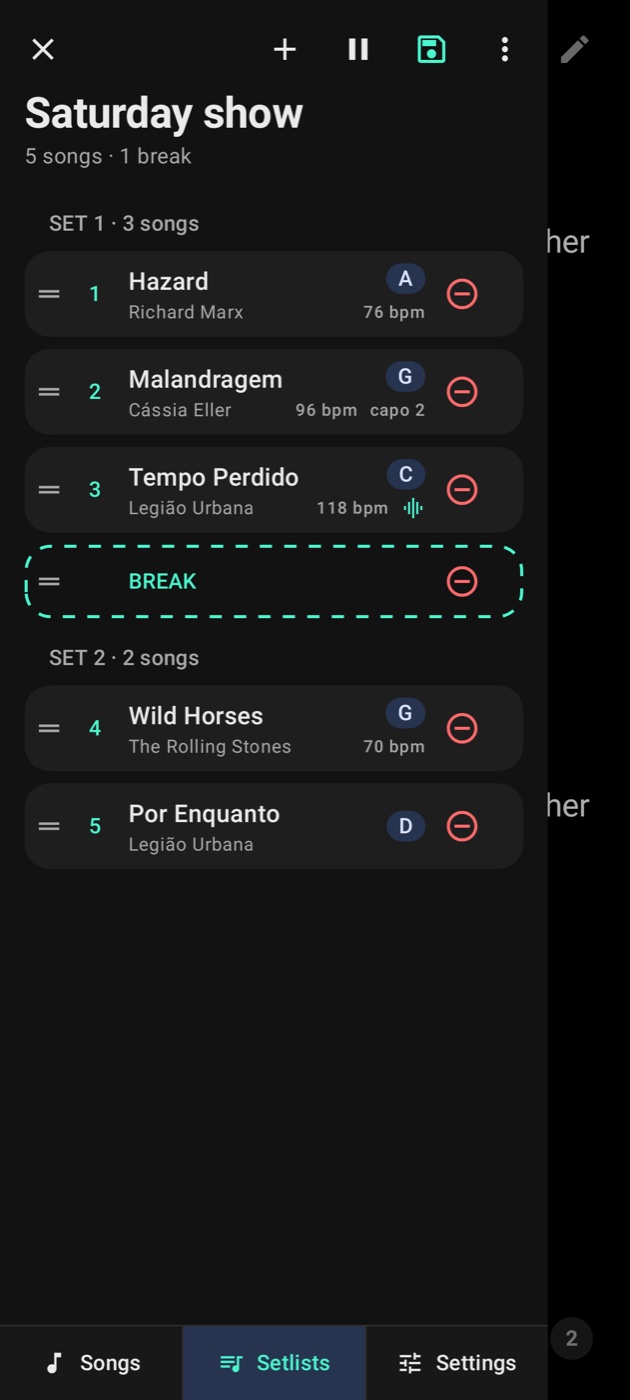 Saturday show
5 songs · 1 break
her
SET 1 · 3 songs
1 Hazard A
Richard Marx 76 bpm
2 Malandragem G
Cássia Eller 96 bpm capo 2
3 Tempo Perdido C
Legião Urbana 118 bpm
BREAK
SET 2 · 2 songs
4 Wild Horses G
The Rolling Stones 70 bpm
her
5 Por Enquanto D
Legião Urbana
2
Songs Setlists Settings